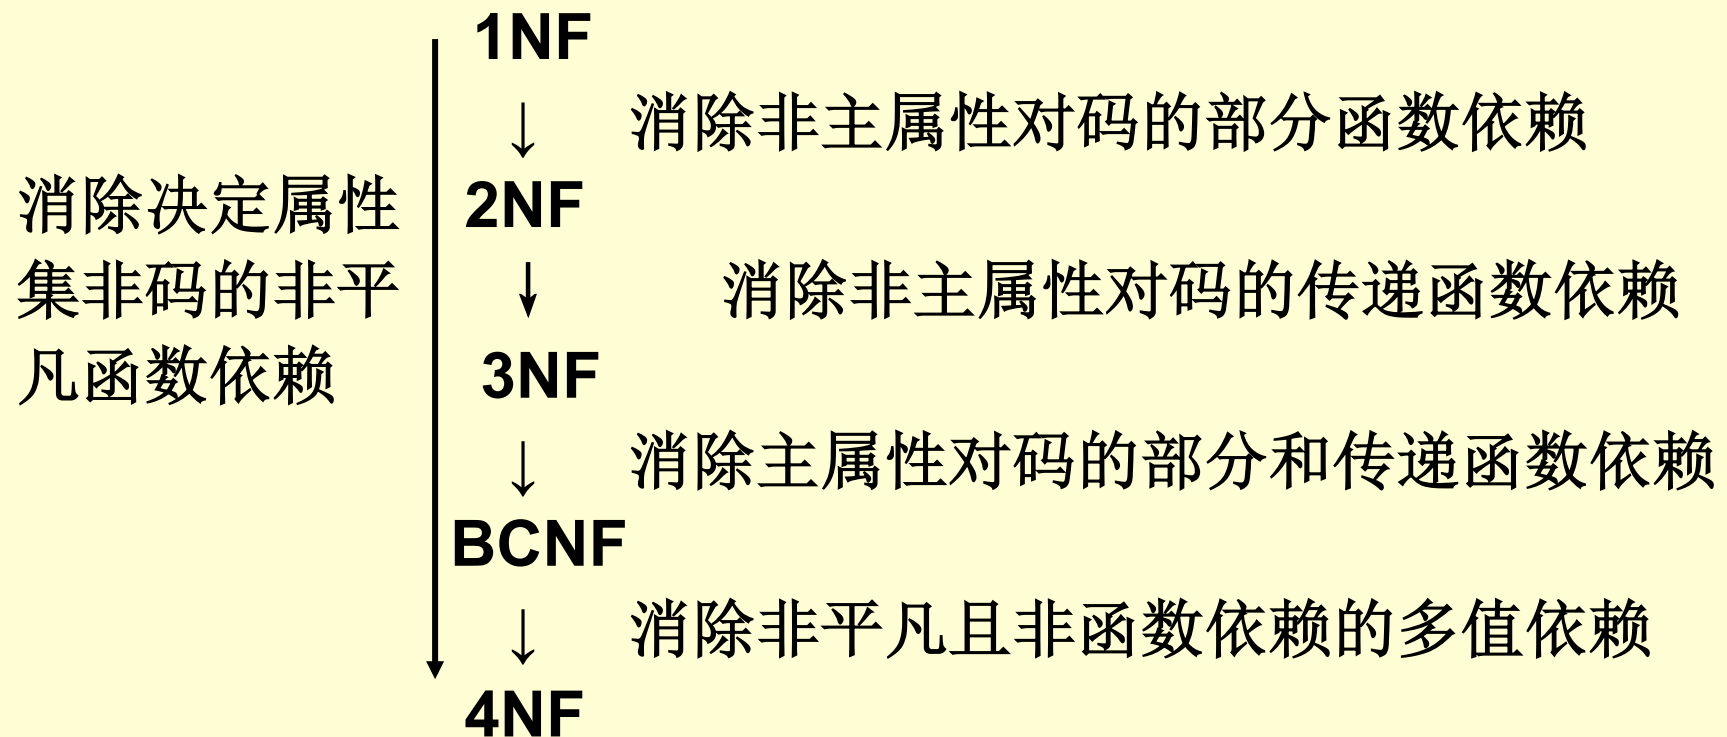 1NF
↓ 消除非主属性对码的部分函数依赖
消除决定属性 2NF
集非码的非平 ↓ 消除非主属性对码的传递函数依赖
凡函数依赖 3NF
↓ 消除主属性对码的部分和传递函数依赖
BCNF
↓ 消除非平凡且非函数依赖的多值依赖
4NF